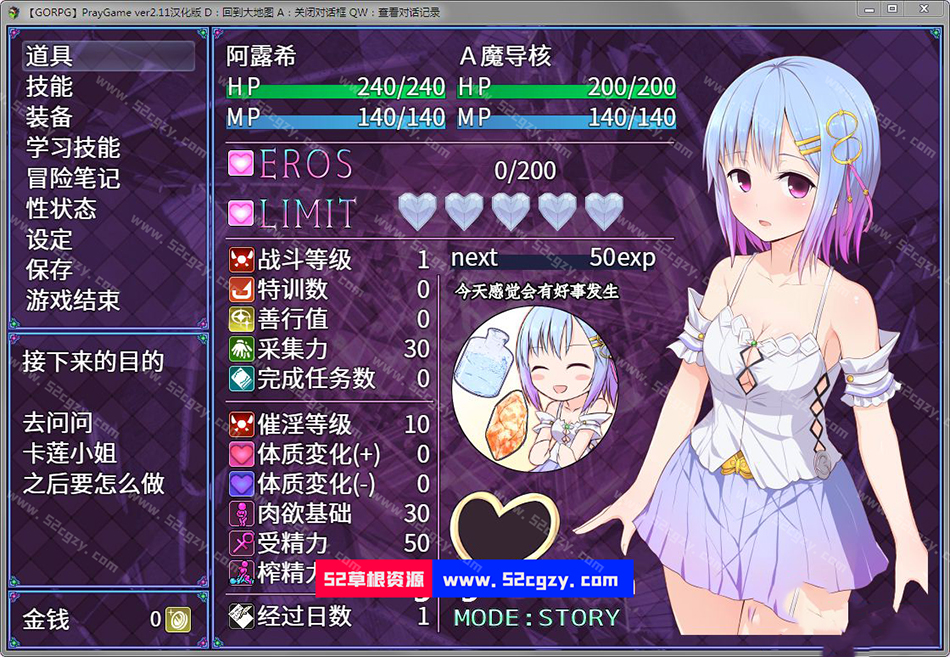 【GORPG】PrayGame ver2.11汉化版 D：回到大地图 A：关闭对话框 QW：查看对话记录
道具
技能
装备
学习技能
冒险笔记
性状态
设定
保存
游戏结束
接下来的目的
去问问
卡莲小姐
之后要怎么做
金钱 0
阿露希
HP 240/240
MP 140/140
A魔导核
HP 200/200
MP 140/140
EROS 0/200
LIMIT
战斗等级 1
特训数 0
善行值 0
采集力 30
完成任务数 0
next 50exp
今天感觉会有好事发生
催淫等级 10
体质变化(+) 0
体质变化(-) 0
肉欲基础 30
受精力 50
榨精
经过日数 1
MODE:STORY
52草根资源 www.52cgzy.com
www.52cgzy.com